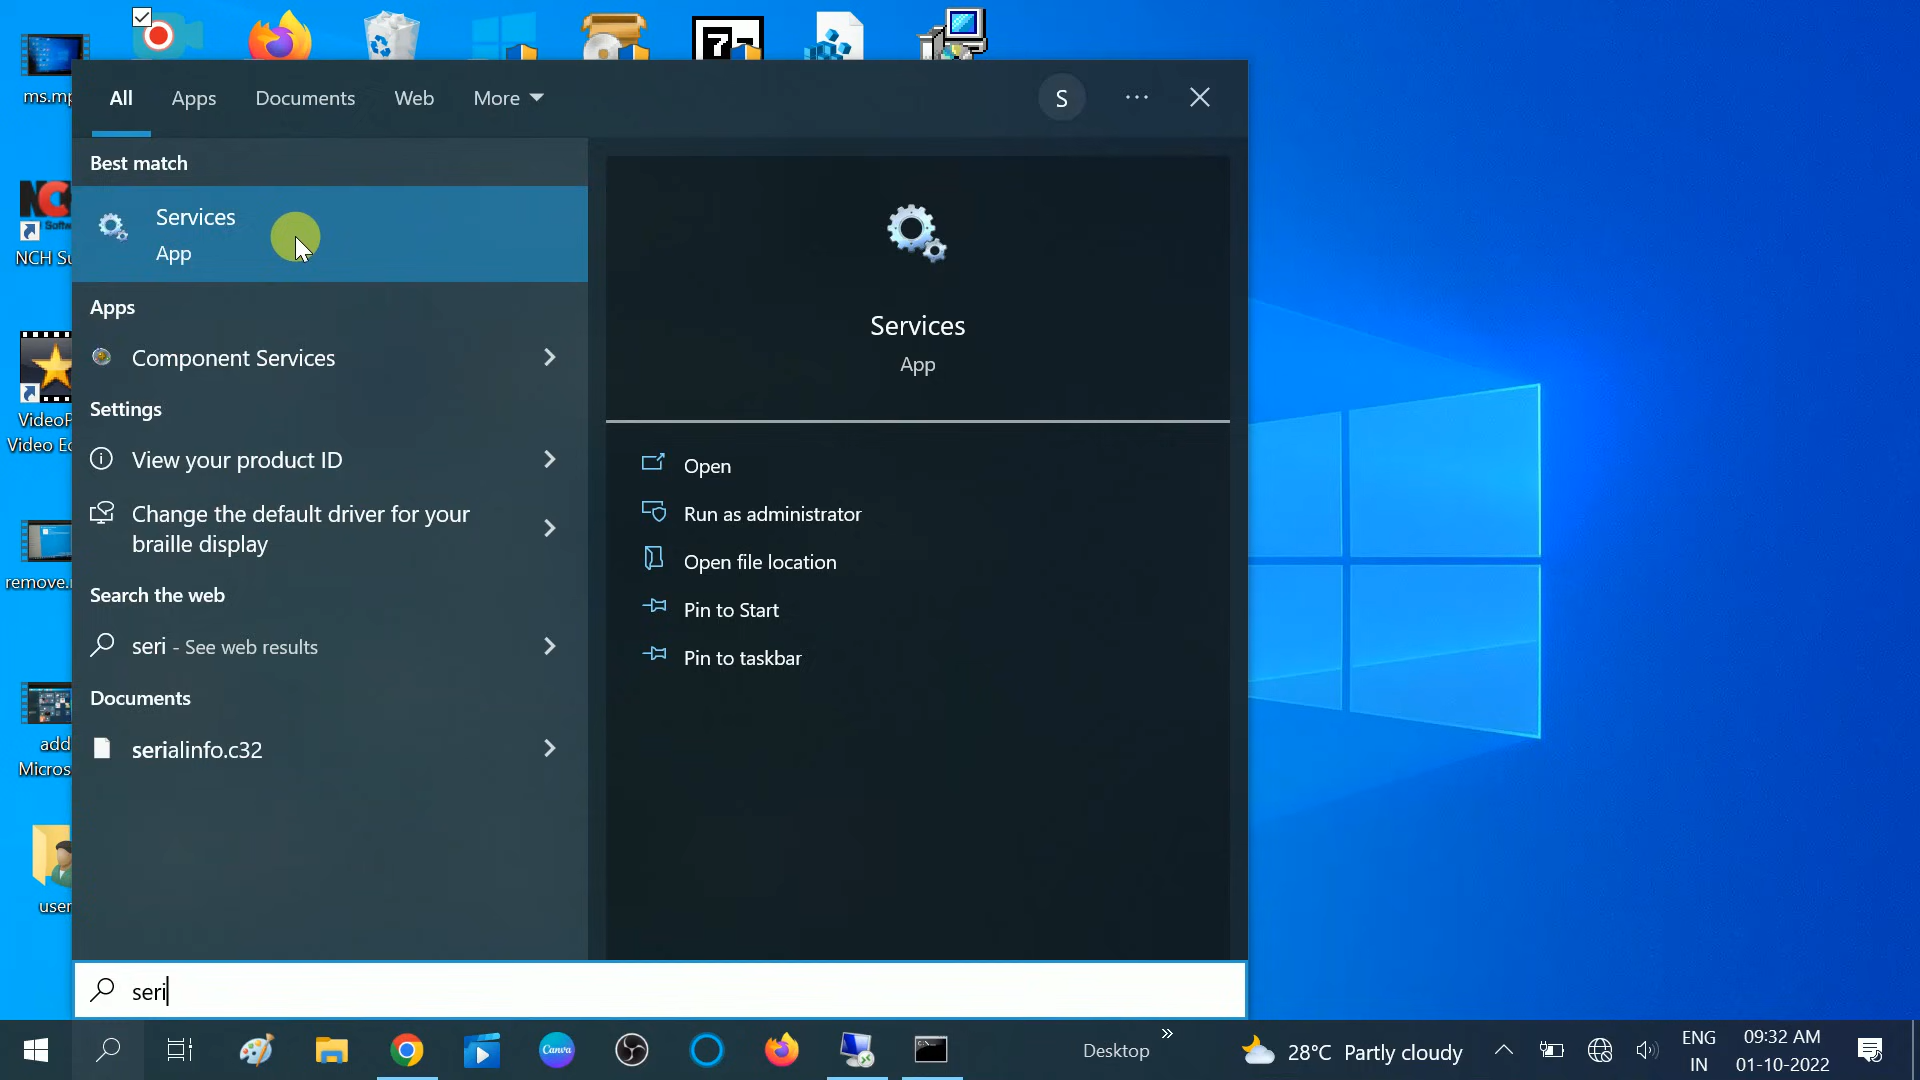 ms.mp
NCH
Softw
NCH Su
VideoP
Video Ed
remove.
add
Micros
user
All
Apps
Documents
Web
More
S
Best match
Services
App
Apps
Component Services
Settings
View your product ID
Change the default driver for your
braille display
Search the web
seri - See web results
Documents
serialinfo.c32
Services
App
Open
Run as administrator
Open file location
Pin to Start
Pin to taskbar
seri
Canva
Desktop
28°C Partly cloudy
ENG
IN
09:32 AM
01-10-2022